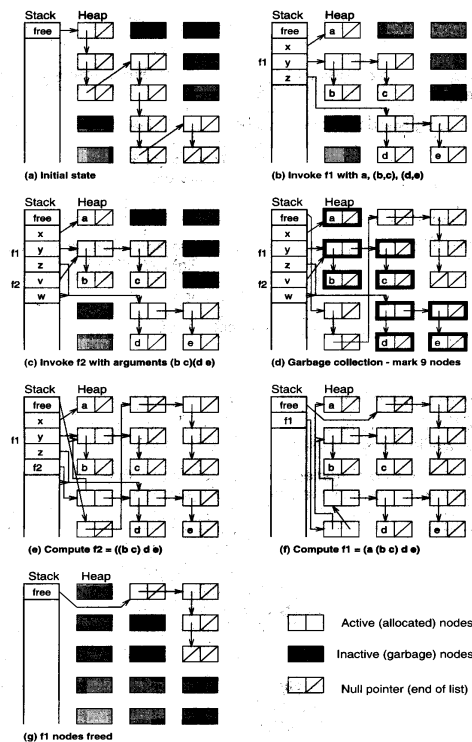 Stack Heap
free
(a) Initial state
Stack Heap
free
x
f1 y
z
a
b c
d e
(b) Invoke f1 with a, (b,c), (d,e)
Stack Heap
free
x
f1 y
z
f2 v
w
a
b c
d e
(c) Invoke f2 with arguments (b c)(d e)
Stack Heap
free
x
f1 y
z
f2 v
w
a
b c
d e
(d) Garbage collection - mark 9 nodes
Stack Heap
free
x
f1 y
z
f2
a
b c
d e
(e) Compute f2 = ((b c) d e)
Stack Heap
free
f1
a
b c
d e
(f) Compute f1 = (a (b c) d e)
Stack Heap
free
(g) f1 nodes freed
Active (allocated) nodes
Inactive (garbage) nodes
Null pointer (end of list)